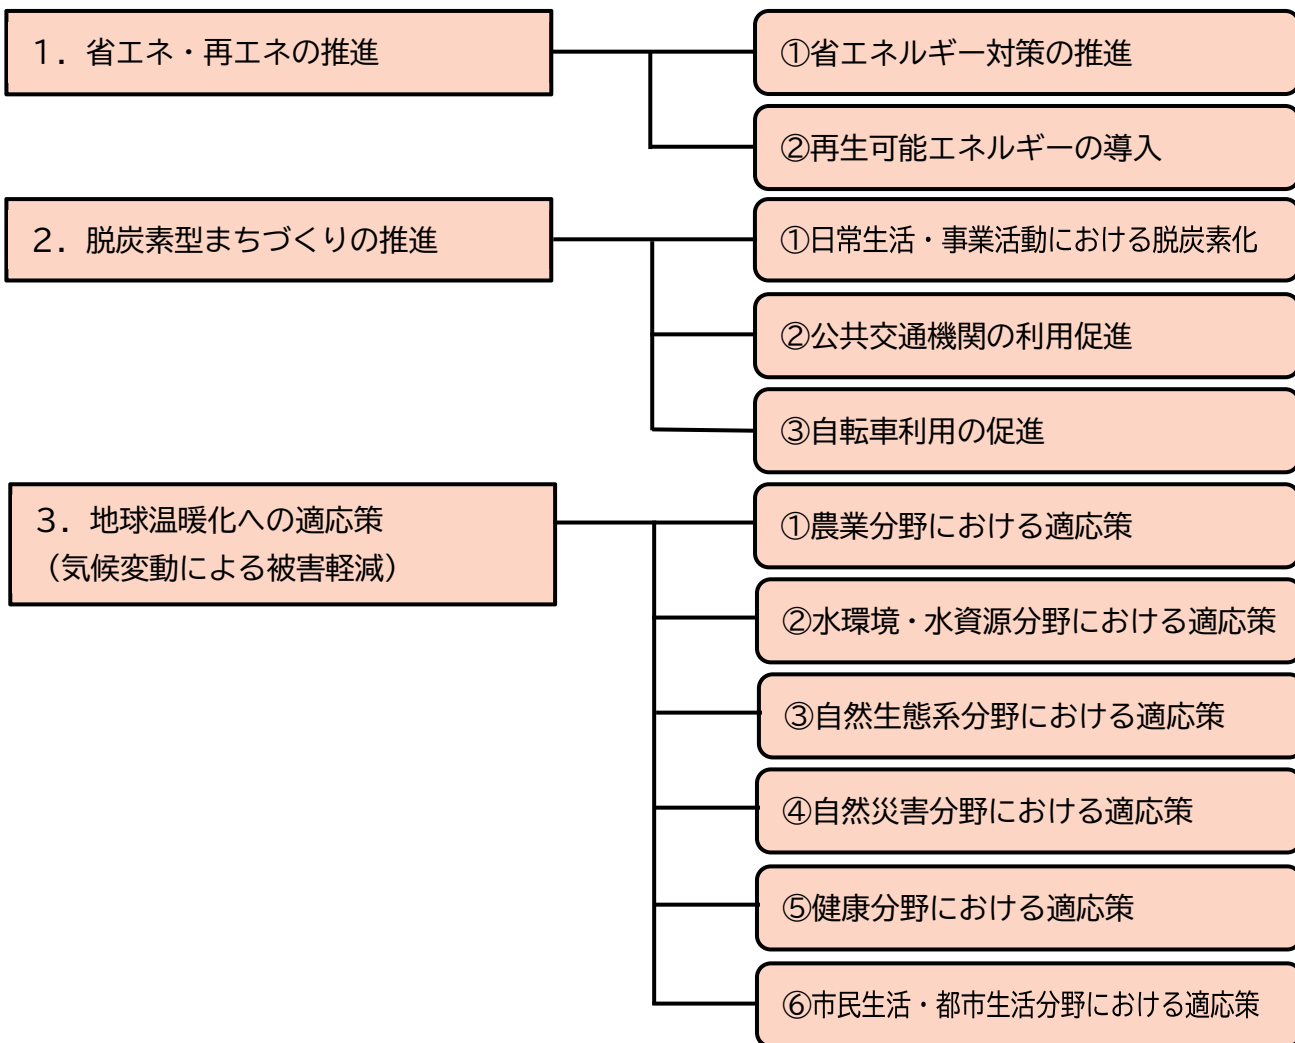 1．省エネ・再エネの推進
①省エネルギー対策の推進
②再生可能エネルギーの導入
2．脱炭素型まちづくりの推進
①日常生活・事業活動における脱炭素化
②公共交通機関の利用促進
③自転車利用の促進
3．地球温暖化への適応策
（気候変動による被害軽減）
①農業分野における適応策
②水環境・水資源分野における適応策
③自然生態系分野における適応策
④自然災害分野における適応策
⑤健康分野における適応策
⑥市民生活・都市生活分野における適応策